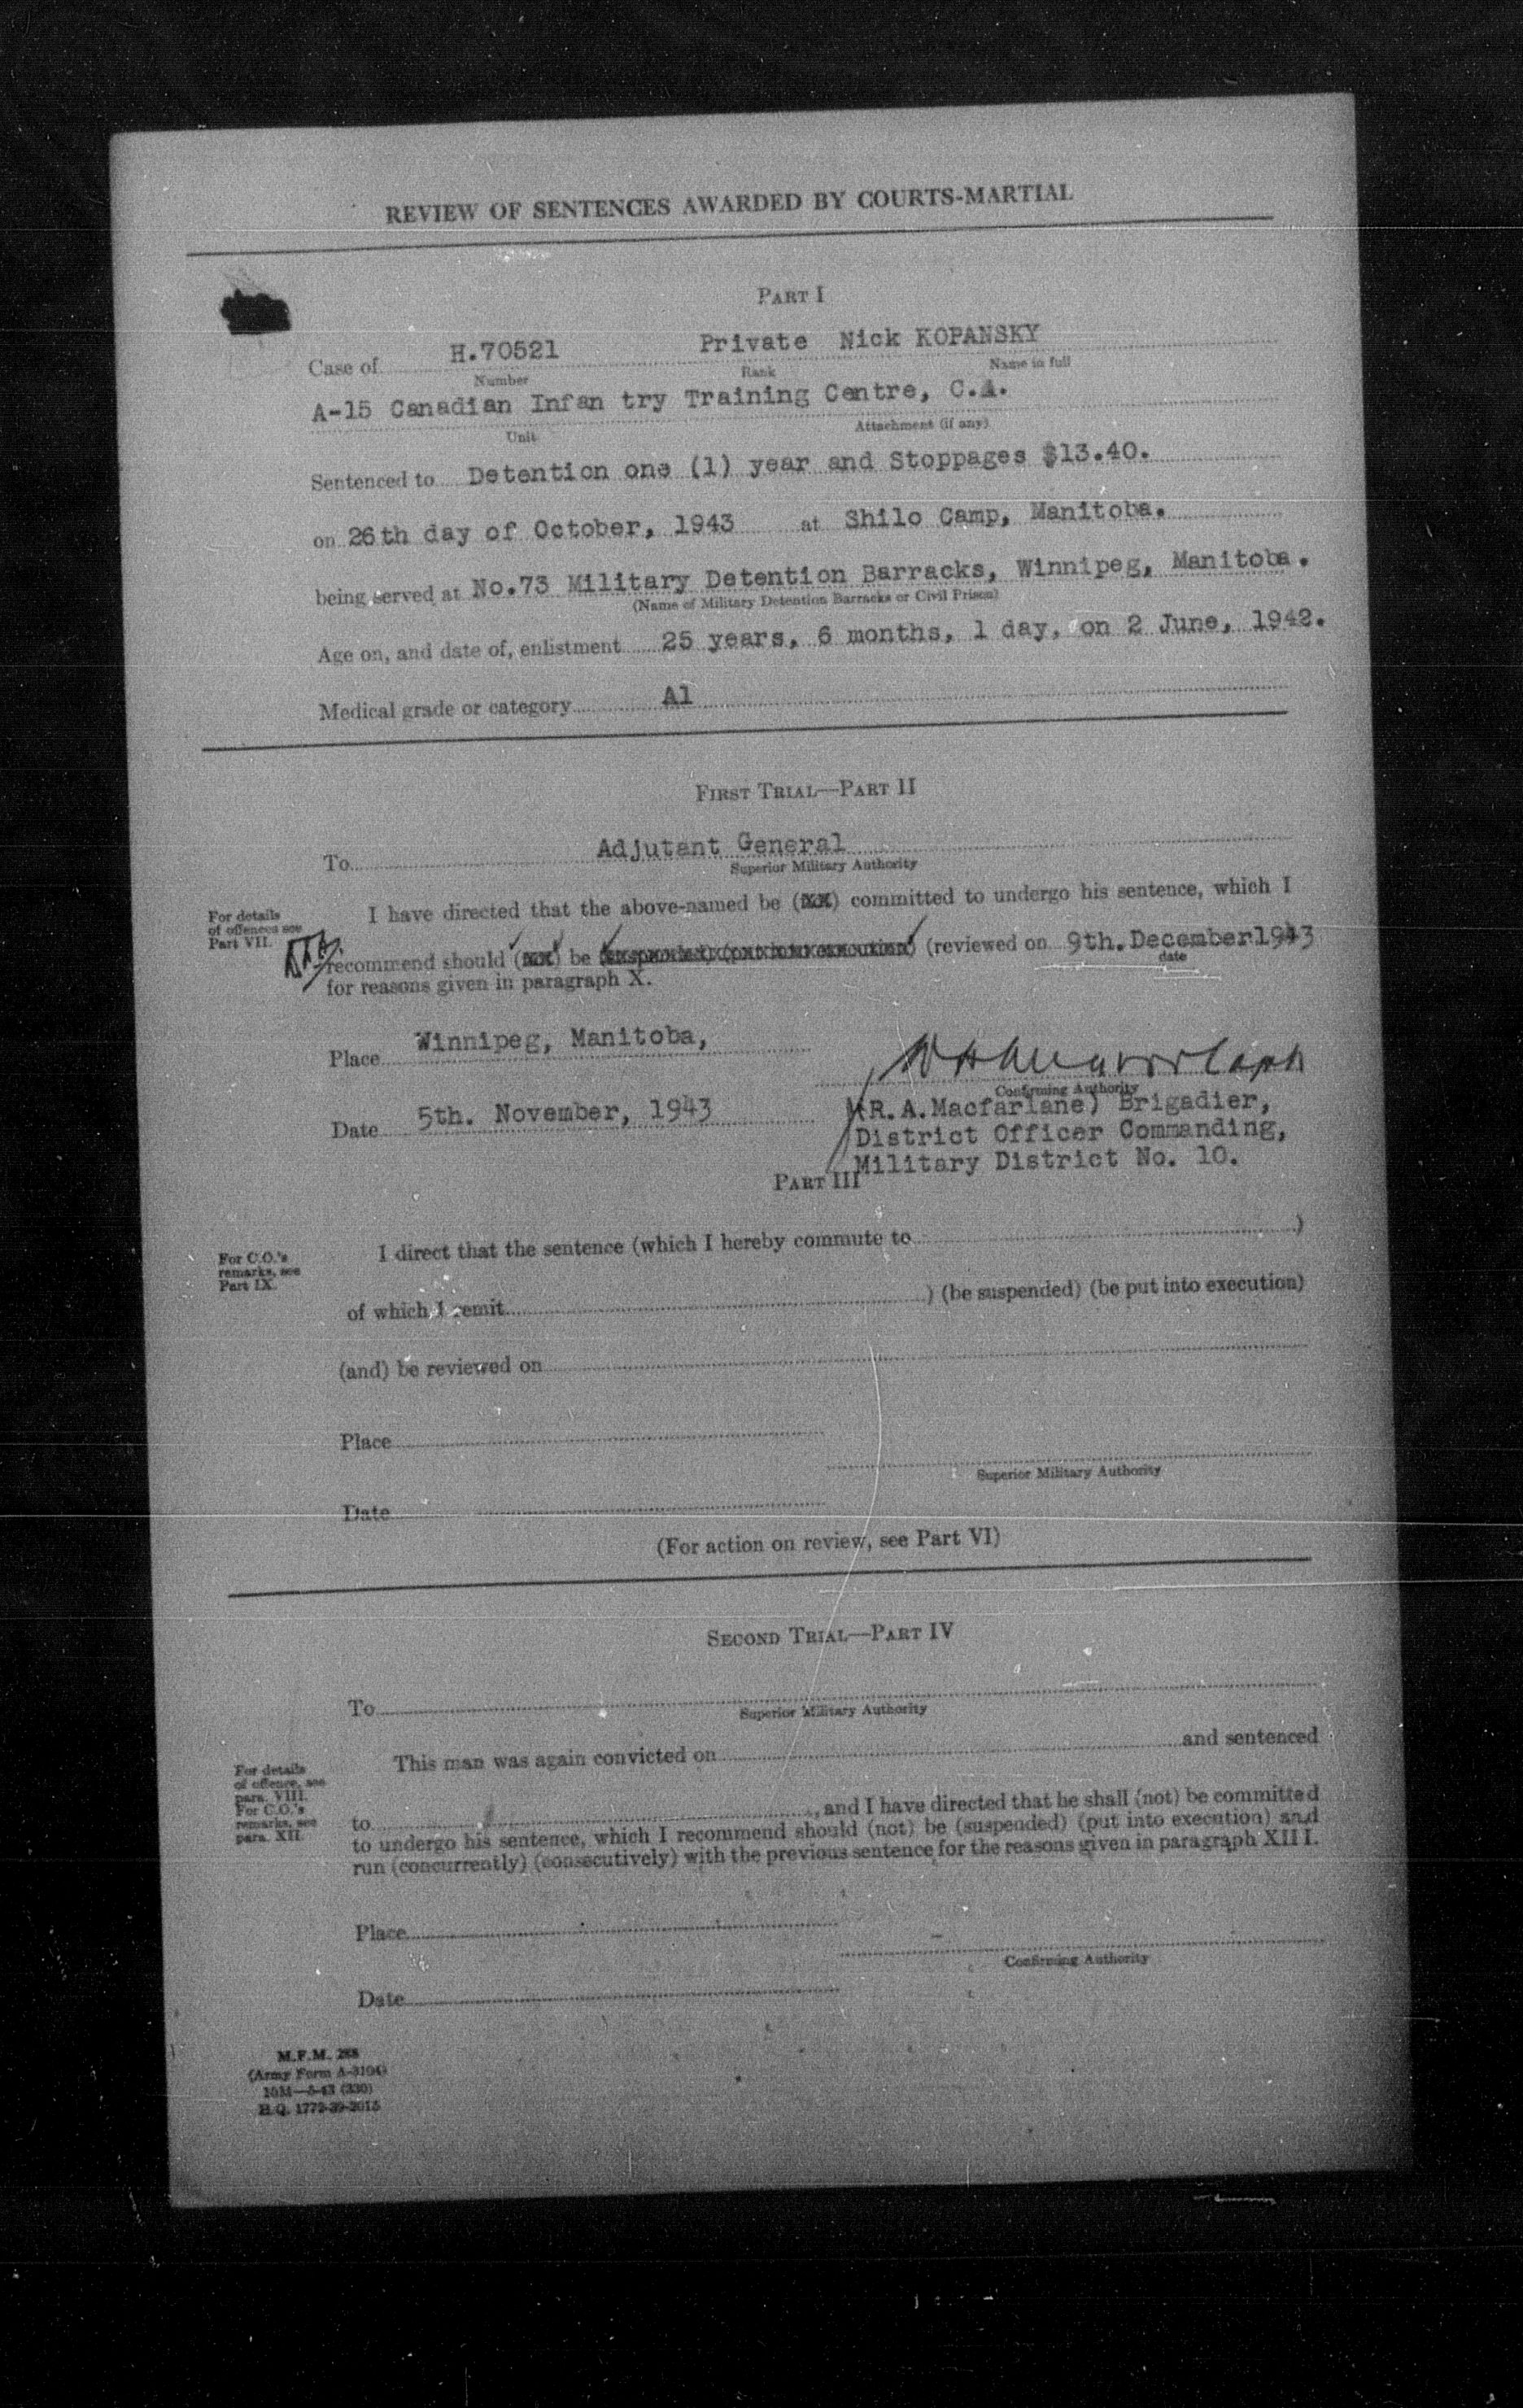 REVIEW OF SENTENCES AWARDED BY COURTS-MARTIAL
PART I
Case of H.70521 Private Nick KOPANSKY
Number Rank Name in full
A-15 Canadian Infan try Training Centre, C.A.
Unit Attachment (if any)
Sentenced to Detention one (1) year and Stoppages $13.40.
on 26th day of October, 1943 at Shilo Camp, Manitoba.
being served at No.73 Military Detention Barracks, Winnipeg, Manitoba.
(Name of Military Detention Barracks or Civil Prison)
Age on, and date of, enlistment 25 years, 6 months, 1 day, on 2 June, 1942.
Medical grade or category A1
FIRST TRIAL—PART II
To Adjutant General
Superior Military Authority
For details
of offences see
Part VII.
I have directed that the above-named be (XX) committed to undergo his sentence, which I
recommend should (XX) be (reviewed on 9th. December 1943
date
for reasons given in paragraph X.
Place Winnipeg, Manitoba,
Confirming Authority
Date 5th. November, 1943
(R.A.Macfarlane) Brigadier,
District Officer Commanding,
Military District No. 10.
PART III
For C.O.'s
remarks, see
Part IX.
I direct that the sentence (which I hereby commute to )
of which I remit ) (be suspended) (be put into execution)
(and) be reviewed on
Place
Superior Military Authority
Date
(For action on review, see Part VI)
SECOND TRIAL—PART IV
To
Superior Military Authority
This man was again convicted on and sentenced
For details
of offence, see
para. VIII.
For C.O.'s
remarks, see
para. XII.
to , and I have directed that he shall (not) be committed
to undergo his sentence, which I recommend should (not) be (suspended) (put into execution) and
run (concurrently) (consecutively) with the previous sentence for the reasons given in paragraph XIII.
Place
Confirming Authority
Date
M.F.M. 288
(Army Form A-3104)
10M—5-43 (330)
H.Q. 1772-39-2015